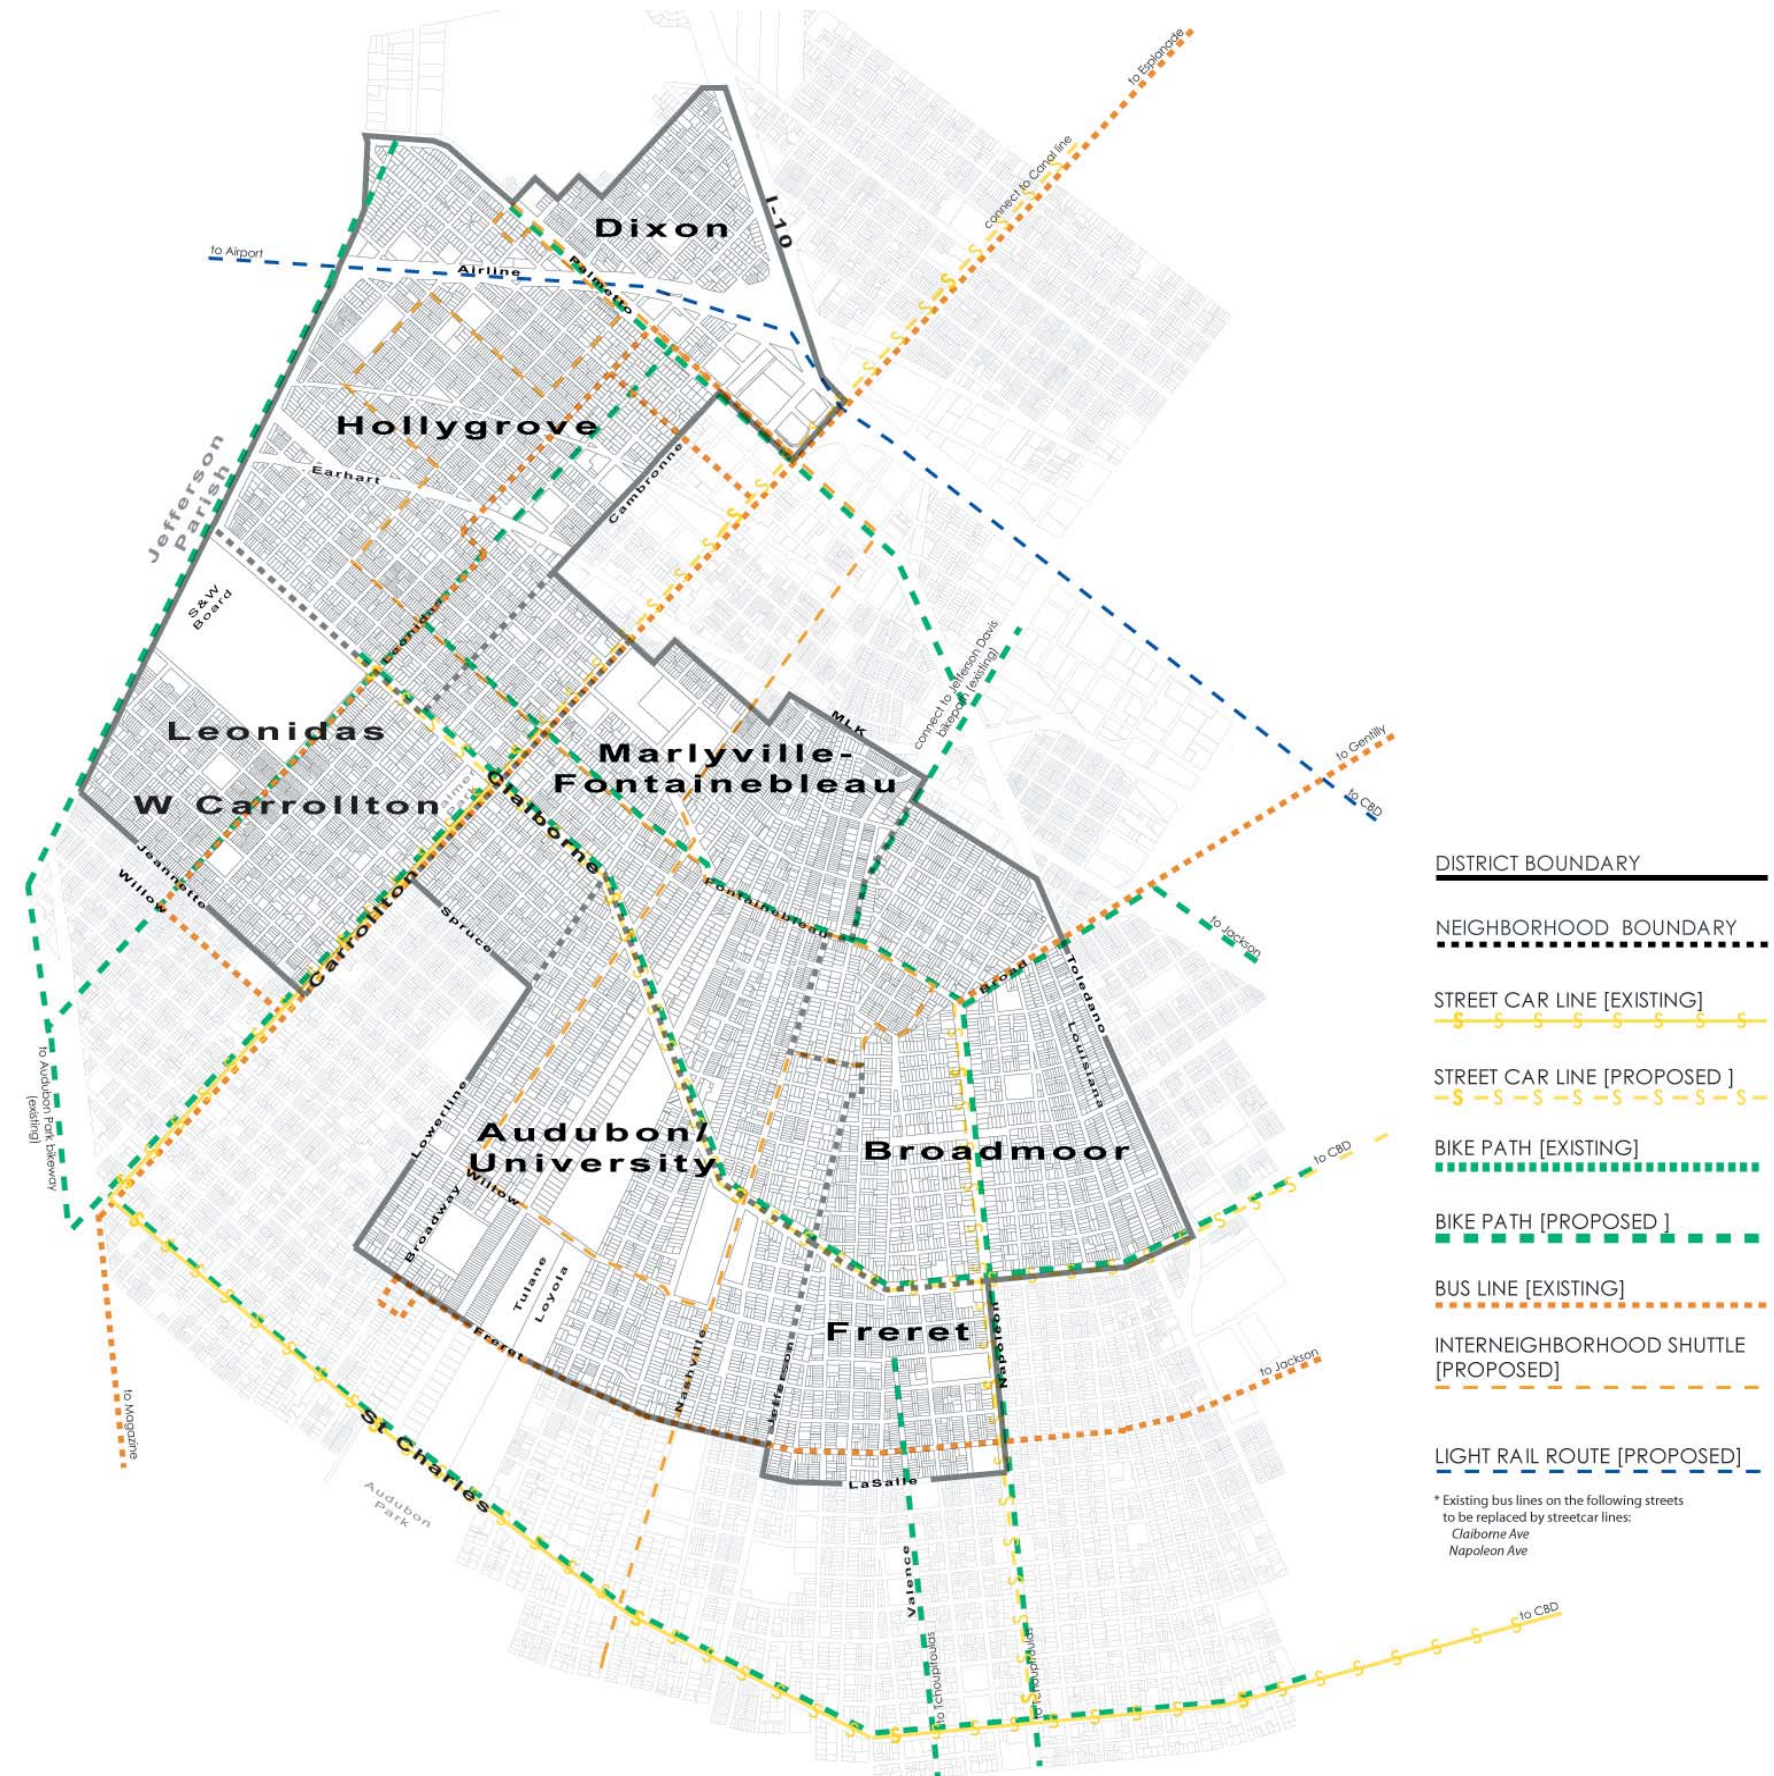 to Esplanade
connect to Canal line
Dixon
I-10
to Airport
Airline
Palmetto
Hollygrove
Jefferson
Parish
Earhart
Cambronne
S&W
Board
Leonidas
connect to Jefferson Davis
bikepath [existing]
Leonidas
MLK
Marlyville-
Fontainebleau
to Gentilly
to CBD
W Carrollton
Claiborne
Jeannette
Willow
Carrollton
Spruce
Fontainebleau
to Jackson
Broad
Toledano
Louisiana
to Audubon Park bikeway
[existing]
Lowerline
Audubon/
University
Broadmoor
Willow
Broadway
to CBD
Tulane
Loyola
Freret
Freret
Nashville
Jefferson
Napoleon
to Jackson
to Magazine
St Charles
LaSalle
Audubon
Park
Valence
to Tchoupitoulas
to Tchoupitoulas
to CBD
DISTRICT BOUNDARY
NEIGHBORHOOD BOUNDARY
STREET CAR LINE [EXISTING]
STREET CAR LINE [PROPOSED ]
BIKE PATH [EXISTING]
BIKE PATH [PROPOSED ]
BUS LINE [EXISTING]
INTERNEIGHBORHOOD SHUTTLE
[PROPOSED]
LIGHT RAIL ROUTE [PROPOSED]
* Existing bus lines on the following streets
to be replaced by streetcar lines:
Claiborne Ave
Napoleon Ave